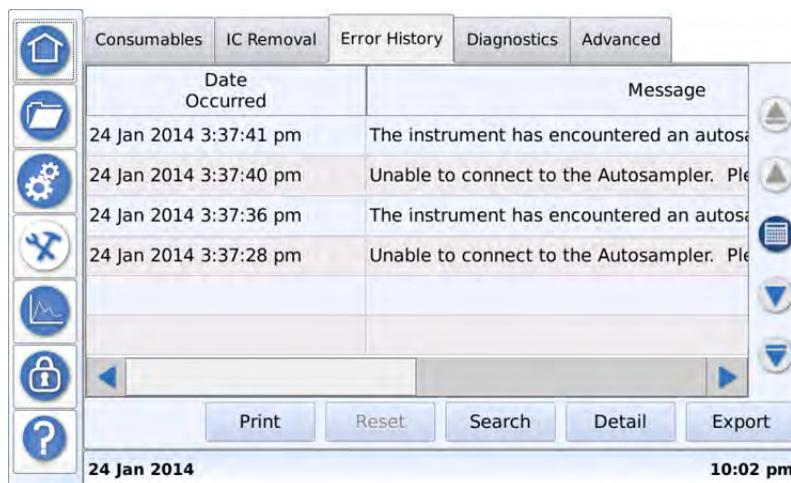 Consumables IC Removal Error History Diagnostics Advanced
Date
Occurred
Message
24 Jan 2014 3:37:41 pm The instrument has encountered an autosa
24 Jan 2014 3:37:40 pm Unable to connect to the Autosampler. Ple
24 Jan 2014 3:37:36 pm The instrument has encountered an autosa
24 Jan 2014 3:37:28 pm Unable to connect to the Autosampler. Ple
Print Reset Search Detail Export
24 Jan 2014 10:02 pm